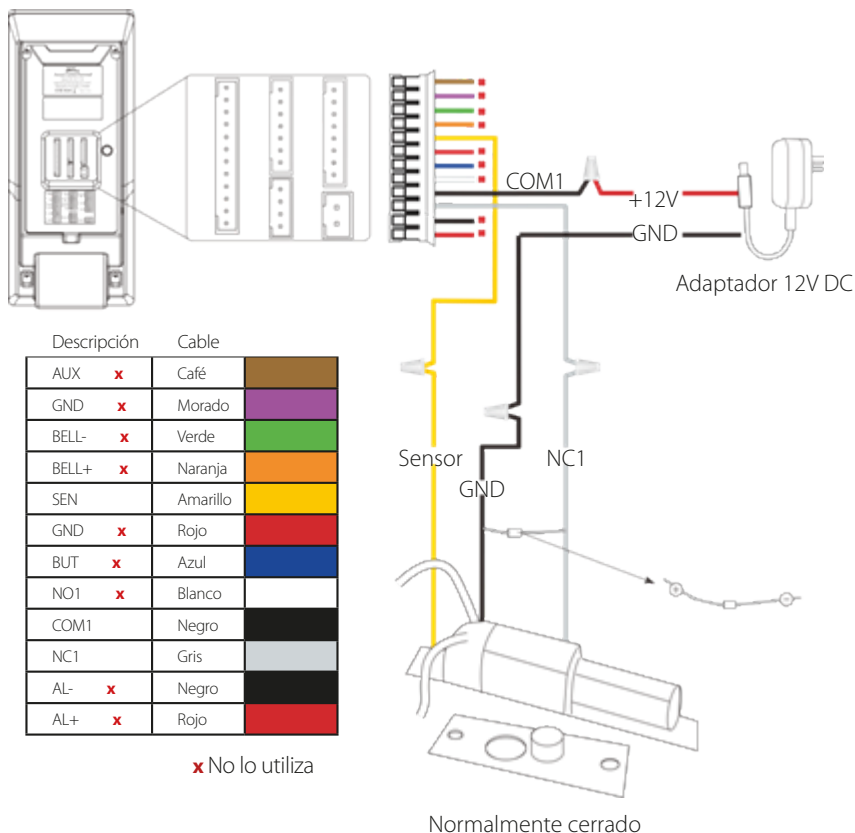 COM1
+12V
GND
Adaptador 12V DC
Descripción Cable
AUX x Café
GND x Morado
BELL- x Verde
BELL+ x Naranja
SEN Amarillo
GND x Rojo
BUT x Azul
NO1 x Blanco
COM1 Negro
NC1 Gris
AL- x Negro
AL+ x Rojo
x No lo utiliza
Sensor
GND
NC1
Normalmente cerrado